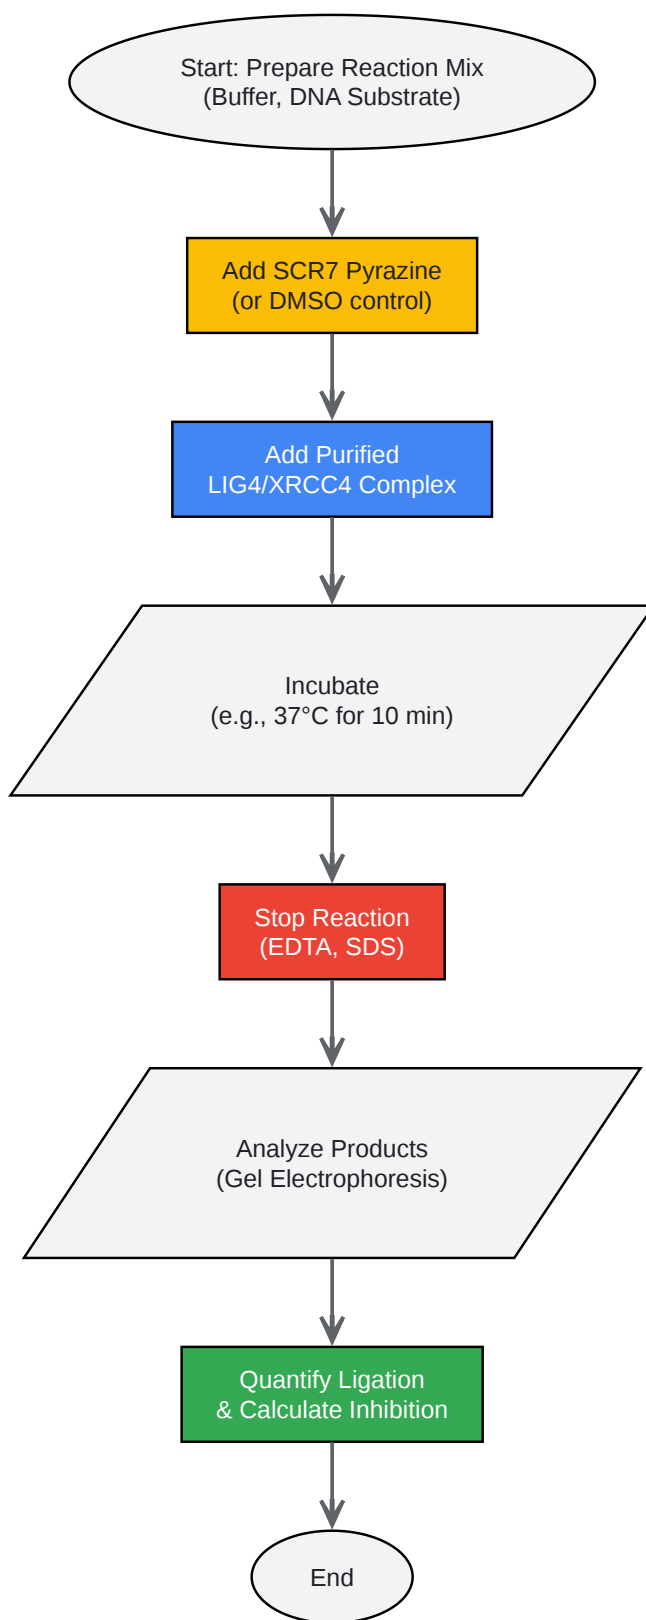 Start: Prepare Reaction Mix
(Buffer, DNA Substrate)
Add SCR7 Pyrazine
(or DMSO control)
Add Purified
LIG4/XRCC4 Complex
Incubate
(e.g., 37°C for 10 min)
Stop Reaction
(EDTA, SDS)
Analyze Products
(Gel Electrophoresis)
Quantify Ligation
& Calculate Inhibition
End